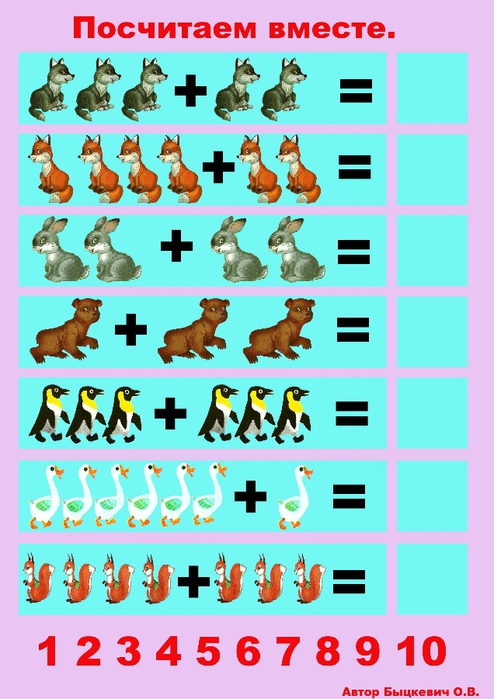 Посчитаем вместе.
+ =
+ =
+ =
+ =
+ =
+ =
+ =
1 2 3 4 5 6 7 8 9 10
Автор Быцкевич О.В.